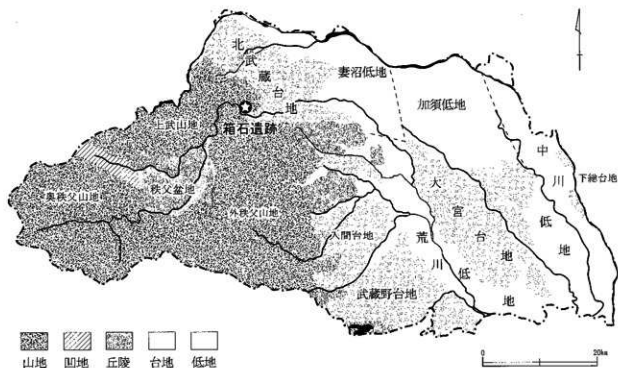 北武蔵台地
妻沼低地
加須低地
上武山地
箱石遺跡
中川低地
下総台地
奥秩父山地
秩父盆地
外秩父山地
大宮台地
入間台地
荒川低地
武蔵野台地
山地 凹地 丘陵 台地 低地
0 20km